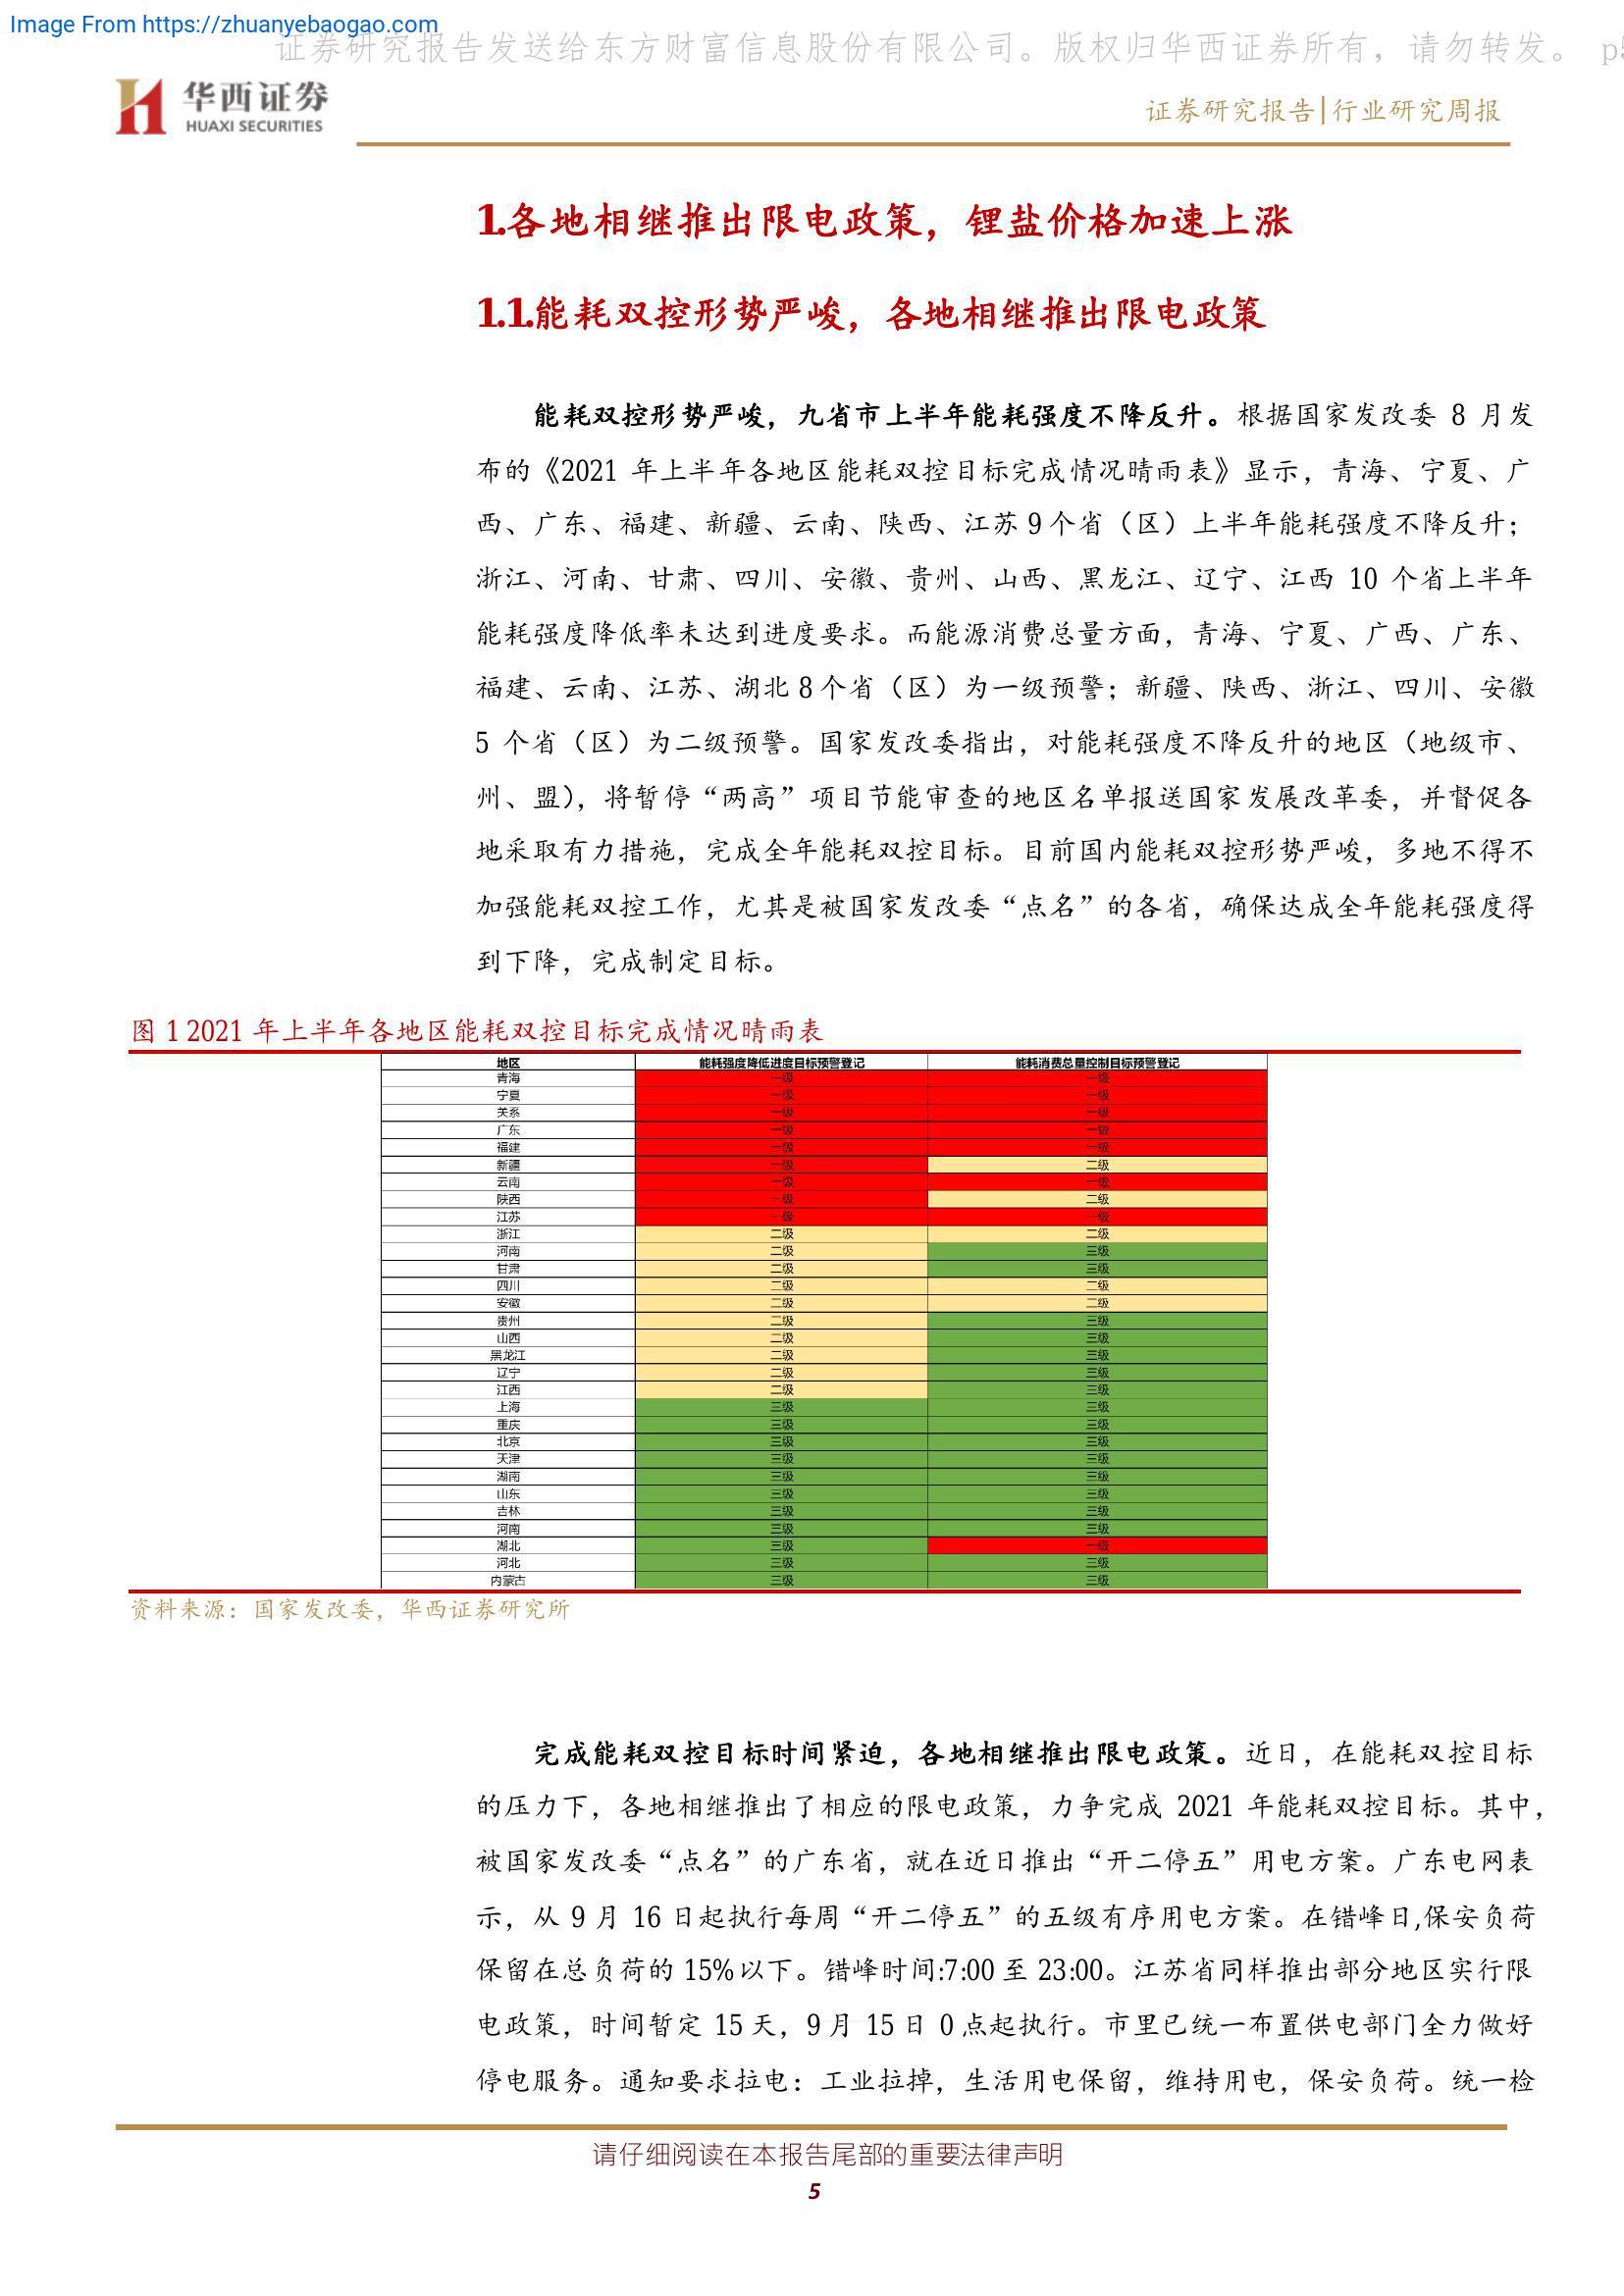 Image From https://zhuanyebaogao.com
证券研究报告发送给东方财富信息股份有限公司。版权归华西证券所有，请勿转发。 p5
华西证券
HUAXI SECURITIES
证券研究报告|行业研究周报
1.各地相继推出限电政策，锂盐价格加速上涨
1.1.能耗双控形势严峻，各地相继推出限电政策
能耗双控形势严峻，九省市上半年能耗强度不降反升。根据国家发改委 8 月发
布的《2021 年上半年各地区能耗双控目标完成情况晴雨表》显示，青海、宁夏、广
西、广东、福建、新疆、云南、陕西、江苏 9 个省（区）上半年能耗强度不降反升；
浙江、河南、甘肃、四川、安徽、贵州、山西、黑龙江、辽宁、江西 10 个省上半年
能耗强度降低率未达到进度要求。而能源消费总量方面，青海、宁夏、广西、广东、
福建、云南、江苏、湖北 8 个省（区）为一级预警；新疆、陕西、浙江、四川、安徽
5 个省（区）为二级预警。国家发改委指出，对能耗强度不降反升的地区（地级市、
州、盟），将暂停“两高”项目节能审查的地区名单报送国家发展改革委，并督促各
地采取有力措施，完成全年能耗双控目标。目前国内能耗双控形势严峻，多地不得不
加强能耗双控工作，尤其是被国家发改委“点名”的各省，确保达成全年能耗强度得
到下降，完成制定目标。
图 1 2021 年上半年各地区能耗双控目标完成情况晴雨表
地区 能耗强度降低进度目标预警登记 能耗消费总量控制目标预警登记
青海 一级 一级
宁夏 一级 一级
关系 一级 一级
广东 一级 一级
福建 一级 一级
新疆 一级 二级
云南 一级 一级
陕西 一级 二级
江苏 一级 一级
浙江 二级 二级
河南 二级 三级
甘肃 二级 三级
四川 二级 二级
安徽 二级 二级
贵州 二级 三级
山西 二级 三级
黑龙江 二级 三级
辽宁 二级 三级
江西 二级 三级
上海 三级 三级
重庆 三级 三级
北京 三级 三级
天津 三级 三级
湖南 三级 三级
山东 三级 三级
吉林 三级 三级
河南 三级 三级
湖北 三级 一级
河北 三级 三级
内蒙古 三级 三级
资料来源：国家发改委，华西证券研究所
完成能耗双控目标时间紧迫，各地相继推出限电政策。近日，在能耗双控目标
的压力下，各地相继推出了相应的限电政策，力争完成 2021 年能耗双控目标。其中，
被国家发改委“点名”的广东省，就在近日推出“开二停五”用电方案。广东电网表
示，从 9 月 16 日起执行每周“开二停五”的五级有序用电方案。在错峰日,保安负荷
保留在总负荷的 15%以下。错峰时间:7:00 至 23:00。江苏省同样推出部分地区实行限
电政策，时间暂定 15 天，9 月 15 日 0 点起执行。市里已统一布置供电部门全力做好
停电服务。通知要求拉电：工业拉掉，生活用电保留，维持用电，保安负荷。统一检
请仔细阅读在本报告尾部的重要法律声明
5